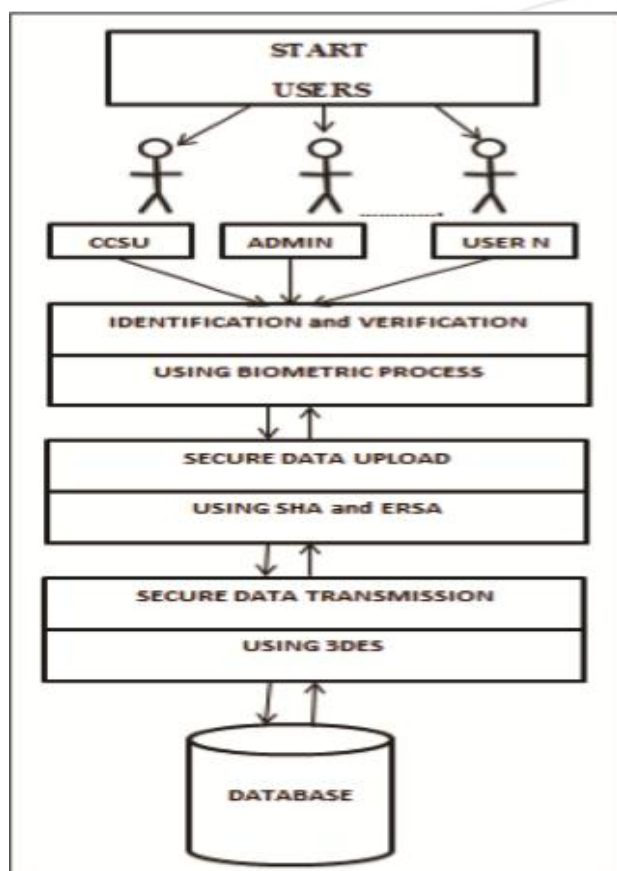 START
USERS
CCSU
ADMIN
USER N
IDENTIFICATION and VERIFICATION
USING BIOMETRIC PROCESS
SECURE DATA UPLOAD
USING SHA and ERSA
SECURE DATA TRANSMISSION
USING 3DES
DATABASE